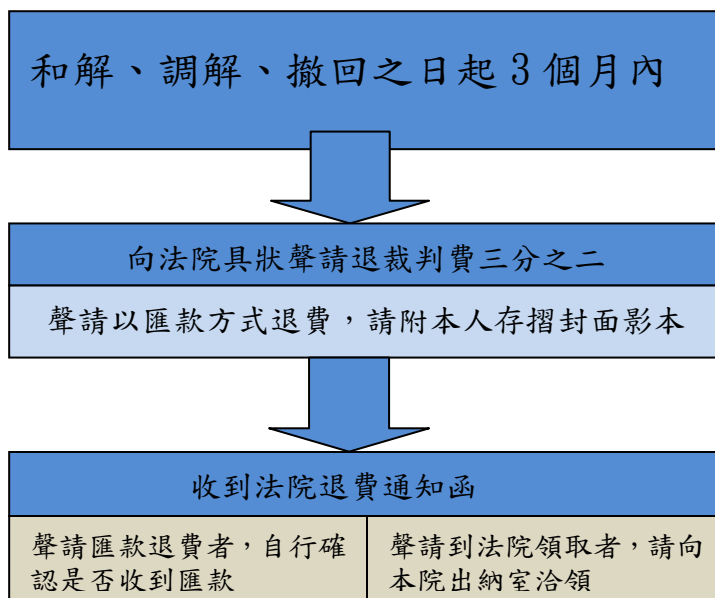 和解、調解、撤回之日起 3 個月內
向法院具狀聲請退裁判費三分之二
聲請以匯款方式退費，請附本人存摺封面影本
收到法院退費通知函
聲請匯款退費者，自行確
認是否收到匯款
聲請到法院領取者，請向
本院出納室洽領